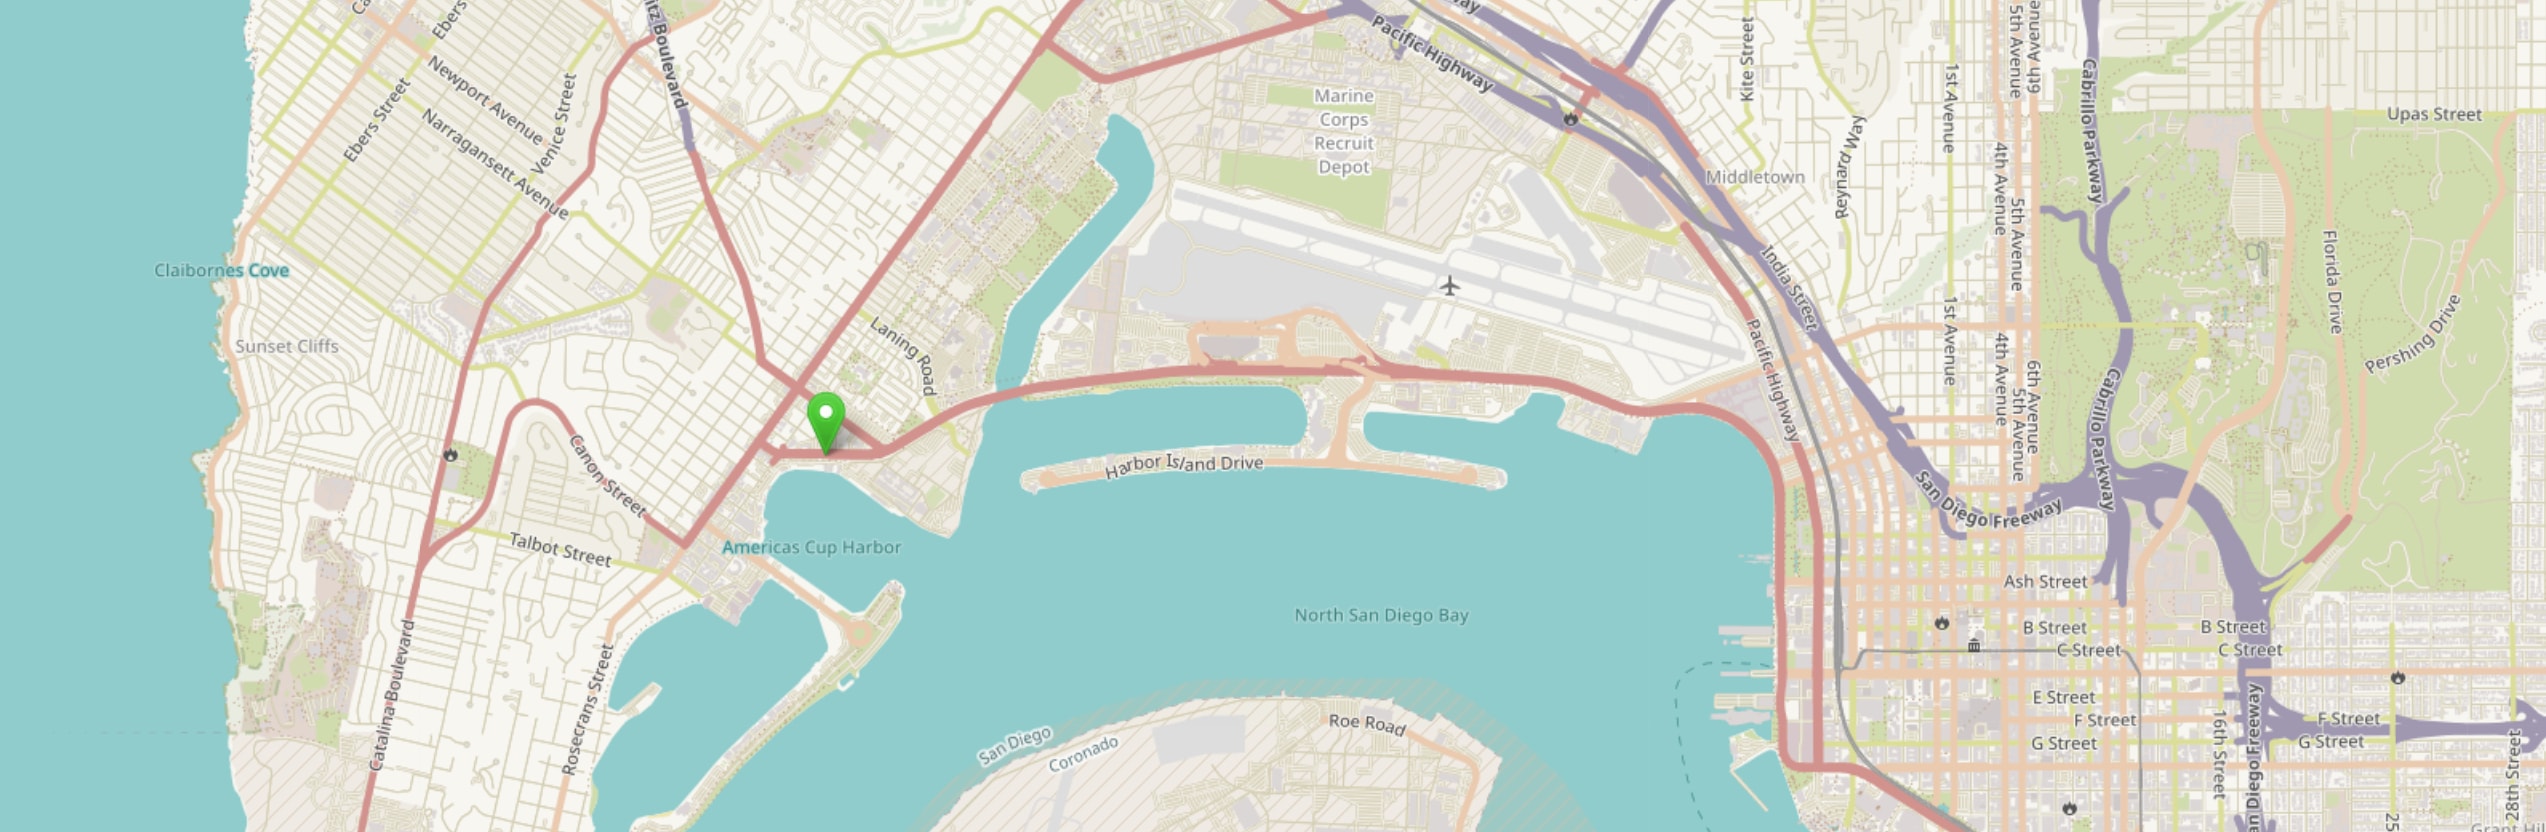 Ebers
Newport Avenue
Ebers Street
Narragansett Avenue
Venice Street
Boulevard
Claibornes Cove
Sunset Cliffs
Canon Street
Talbot Street
Catalina Boulevard
Rosecrans Street
Laning Road
Americas Cup Harbor
Harbor Island Drive
North San Diego Bay
San Diego
Coronado
Roe Road
Marine
Corps
Recruit
Depot
Pacific Highway
Pacific Highway
Kite Street
Middletown
Reynard Way
India Street
1st Avenue
1st Avenue
4th Avenue
4th Avenue
5th Avenue
5th Avenue
5th Avenue
6th Avenue
6th Avenue
Cabrillo Parkway
Cabrillo Parkway
Upas Street
Florida Drive
Pershing Drive
San Diego Freeway
Ash Street
B Street
B Street
C Street
C Street
E Street
F Street
F Street
G Street
G Street
16th Street
Diego Freeway
25
28th Street